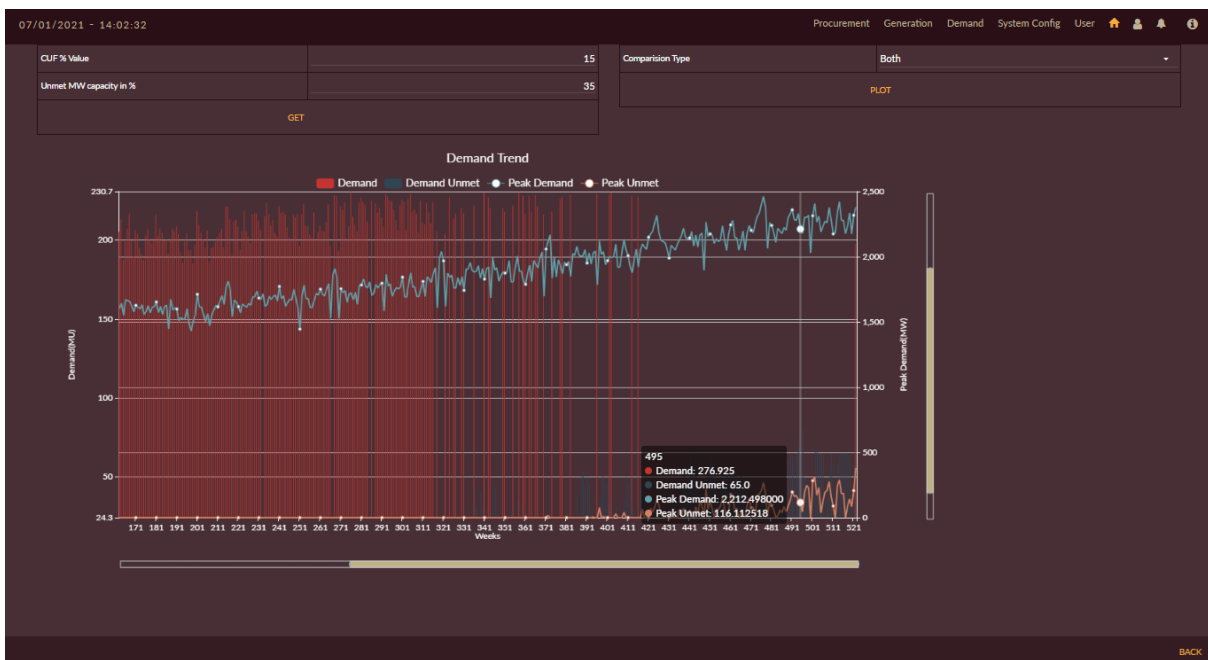 07/01/2021 - 14:02:32 Procurement Generation Demand System Config User
CUF % Value 15 Comparision Type Both
Unmet MW capacity in % 35 PLOT
GET
Demand Trend
Demand Demand Unmet Peak Demand Peak Unmet
230.7 2,500
200 2,000
150 1,500
Demand(MU) Peak Demand(MW)
100 1,000
50 500
24.3 0
495
Demand: 276.925
Demand Unmet: 65.0
Peak Demand: 2,212.498000
Peak Unmet: 116.112518
171 181 191 201 211 221 231 241 251 261 271 281 291 301 311 321 331 341 351 361 371 381 391 401 411 421 431 441 451 461 471 481 491 501 511 521
Weeks
BACK